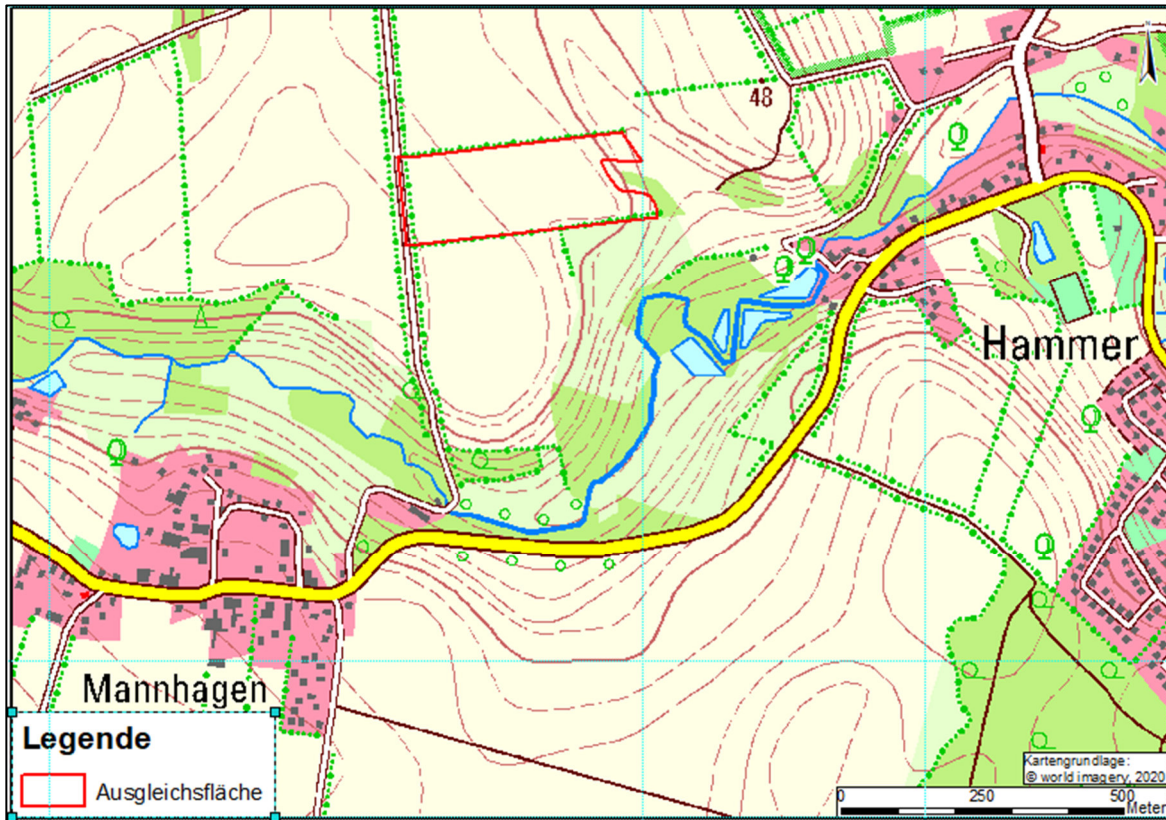 48
Hammer
Mannhagen
Legende
Ausgleichsfläche
Kartengrundlage:
© world imagery, 2020
0 250 500
Meter